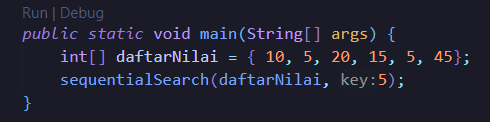 Run | Debug
public static void main(String[] args) {
int[] daftarNilai = { 10, 5, 20, 15, 5, 45};
sequentialSearch(daftarNilai, key:5);
}